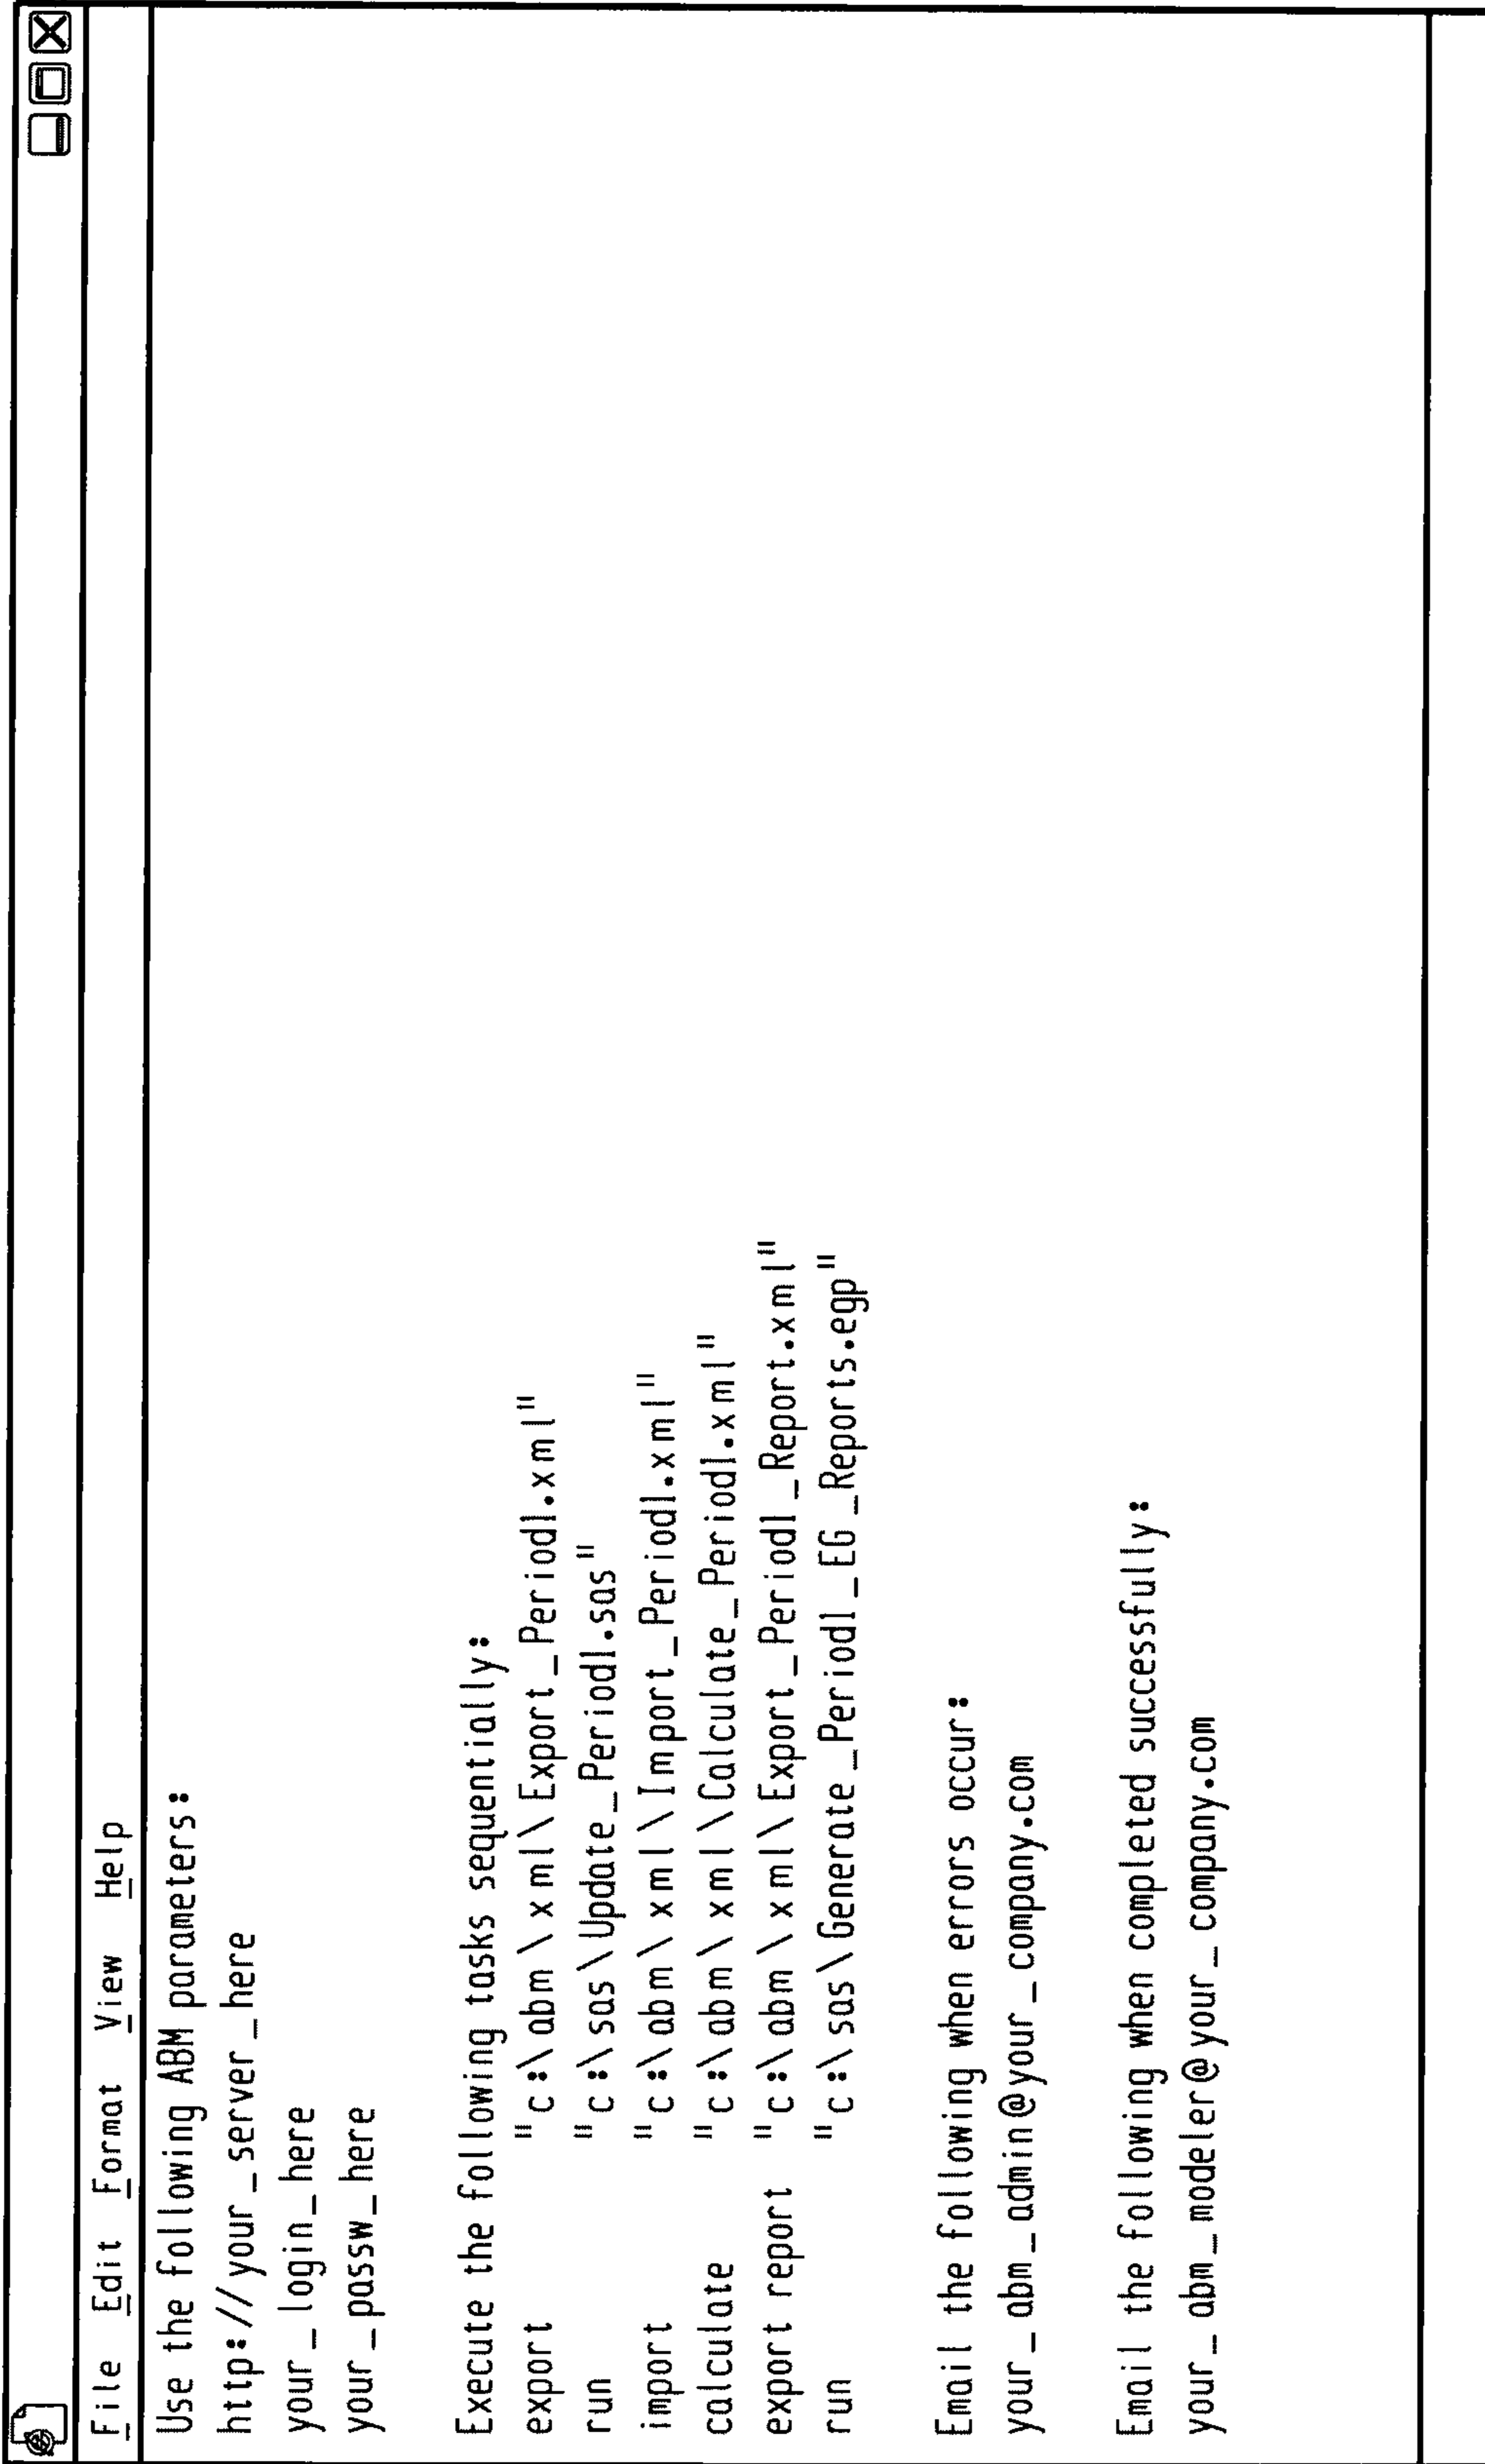 File Edit Format View Help
Use the following ABM parameters:
http://your_server_here
your_login_here
your_passw_here
Execute the following tasks sequentially:
export "c:\abm\xml\Export_Period1.xml"
run "c:\sas\Update_Period1.sas"
import "c:\abm\xml\Import_Period1.xml"
calculate "c:\abm\xml\Calculate_Period1.xml"
export report "c:\abm\xml\Export_Period1_Report.xml"
run "c:\sas\Generate_Period1_EG_Reports.egp"
Email the following when errors occur:
your_abm_admin@your_company.com
Email the following when completed successfully:
your_abm_modeler@your_company.com